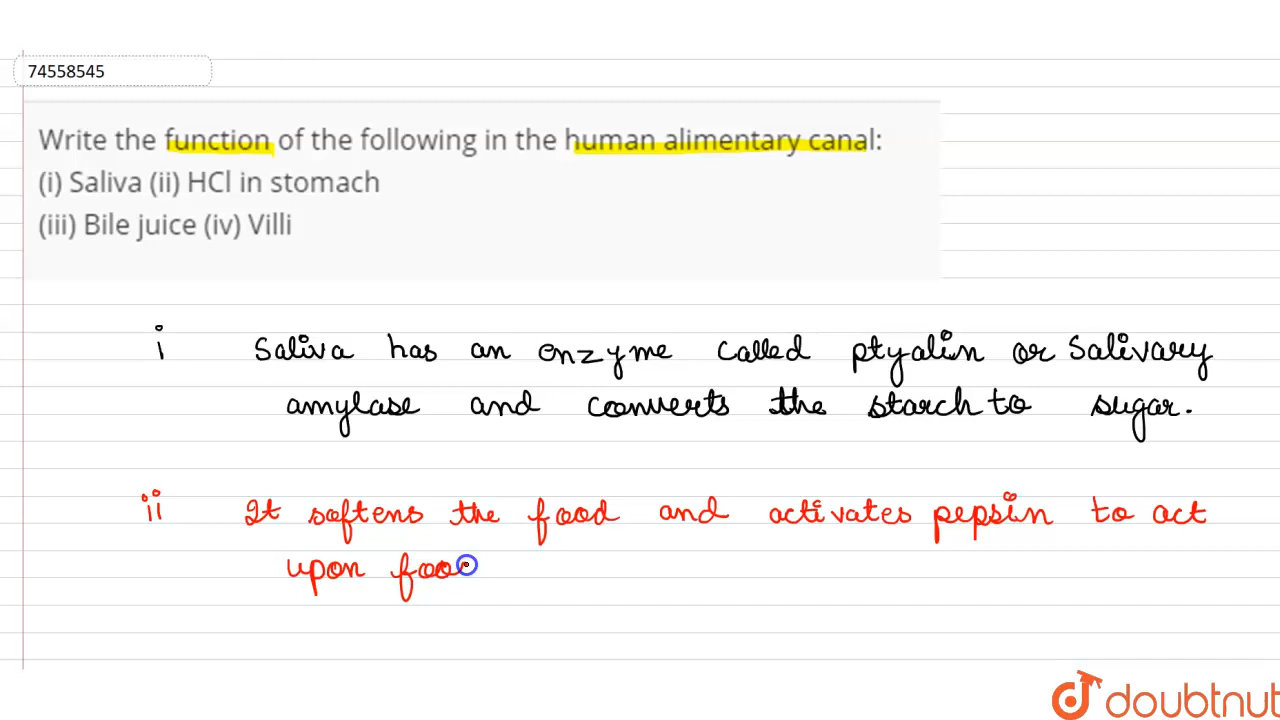 74558545
Write the function of the following in the human alimentary canal:
(i) Saliva (ii) HCl in stomach
(iii) Bile juice (iv) Villi
i Saliva has an enzyme called ptyalin or Salivary
amylase and converts the starch to sugar.
ii It softens the food and activates pepsin to act
upon foo
doubtnut